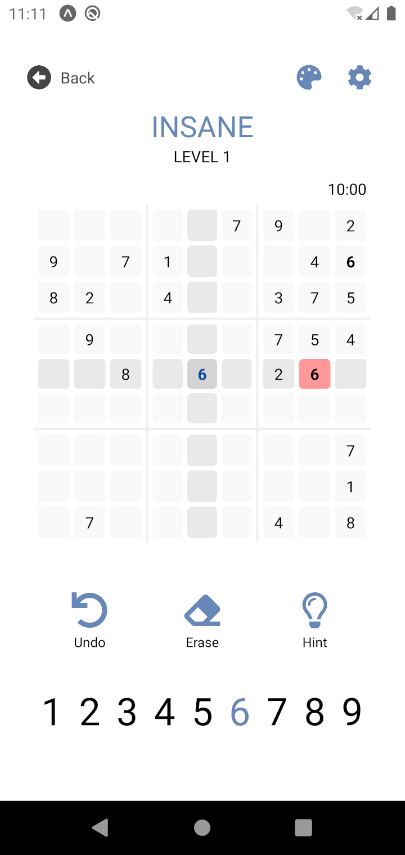 11:11
Back
INSANE
LEVEL 1
10:00
7 9 2
9 7 1 4 6
8 2 4 3 7 5
9 7 5 4
8 6 2 6
7
1
7 4 8
Undo Erase Hint
1 2 3 4 5 6 7 8 9